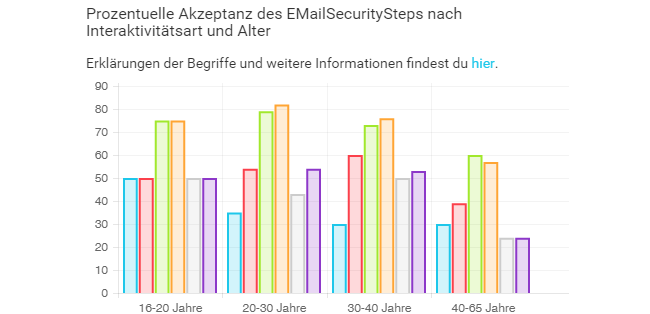 Prozentuelle Akzeptanz des EMailSecuritySteps nach
Interaktivitätsart und Alter
Erklärungen der Begriffe und weitere Informationen findest du hier.
90
80
70
60
50
40
30
20
10
0
16-20 Jahre 20-30 Jahre 30-40 Jahre 40-65 Jahre